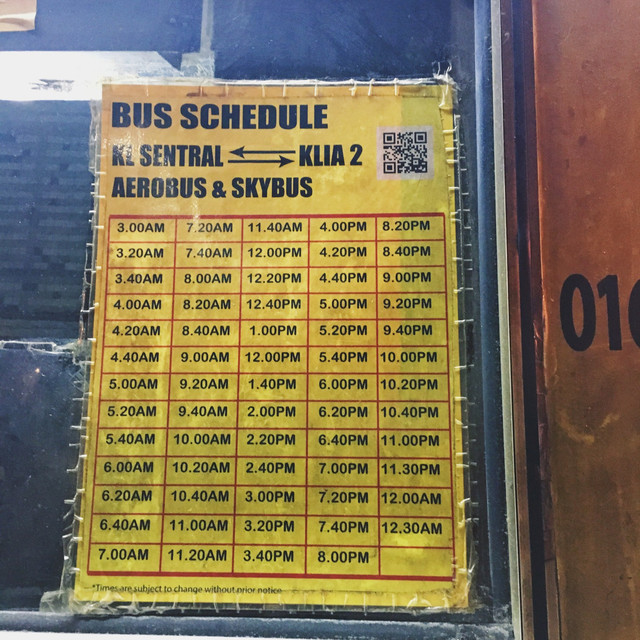 BUS SCHEDULE
KL SENTRAL KLIA 2
AEROBUS & SKYBUS
3.00AM 7.20AM 11.40AM 4.00PM 8.20PM
3.20AM 7.40AM 12.00PM 4.20PM 8.40PM
3.40AM 8.00AM 12.20PM 4.40PM 9.00PM
4.00AM 8.20AM 12.40PM 5.00PM 9.20PM
4.20AM 8.40AM 1.00PM 5.20PM 9.40PM
4.40AM 9.00AM 12.00PM 5.40PM 10.00PM
5.00AM 9.20AM 1.40PM 6.00PM 10.20PM
5.20AM 9.40AM 2.00PM 6.20PM 10.40PM
5.40AM 10.00AM 2.20PM 6.40PM 11.00PM
6.00AM 10.20AM 2.40PM 7.00PM 11.30PM
6.20AM 10.40AM 3.00PM 7.20PM 12.00AM
6.40AM 11.00AM 3.20PM 7.40PM 12.30AM
7.00AM 11.20AM 3.40PM 8.00PM
*Times are subject to change without prior notice
01